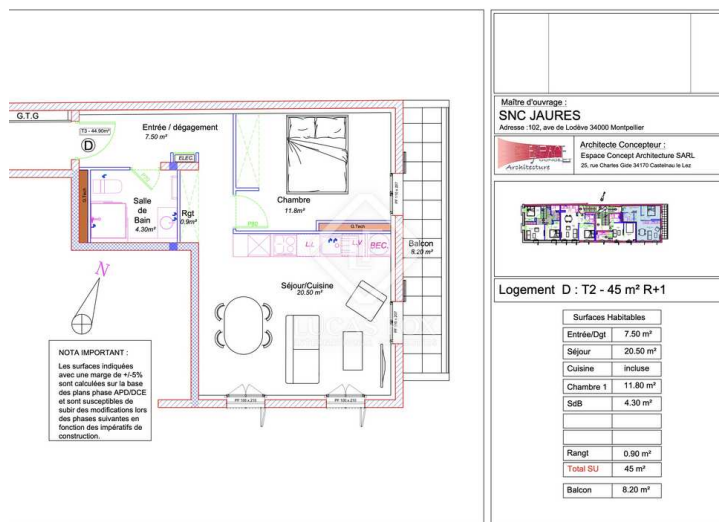 G.T.G
T3 - 44.90m²
D
Entrée / dégagement
7.50 m²
ELEC.
G.Tech
Salle
de
Bain
4.30m²
Rgt
0.9m²
Chambre
11.8m²
G.Tech
L.L
L.V
BEC.
Balcon
8.20 m²
Séjour/Cuisine
20.50 m²
N
NOTA IMPORTANT :
Les surfaces indiquées
avec une marge de +/-5%
sont calculées sur la base
des plans phase APD/DCE
et sont susceptibles de
subir des modifications lors
des phases suivantes en
fonction des impératifs de
construction.
Maître d'ouvrage :
SNC JAURES
Adresse :102, ave de Lodève 34000 Montpellier
Architecture
Architecte Concepteur :
Espace Concept Architecture SARL
25, rue Charles Gide 34170 Castelnau le Lez
Logement D : T2 - 45 m² R+1
Surfaces Habitables
Entrée/Dgt 7.50 m²
Séjour 20.50 m²
Cuisine incluse
Chambre 1 11.80 m²
SdB 4.30 m²
Rangt 0.90 m²
Total SU 45 m²
Balcon 8.20 m²